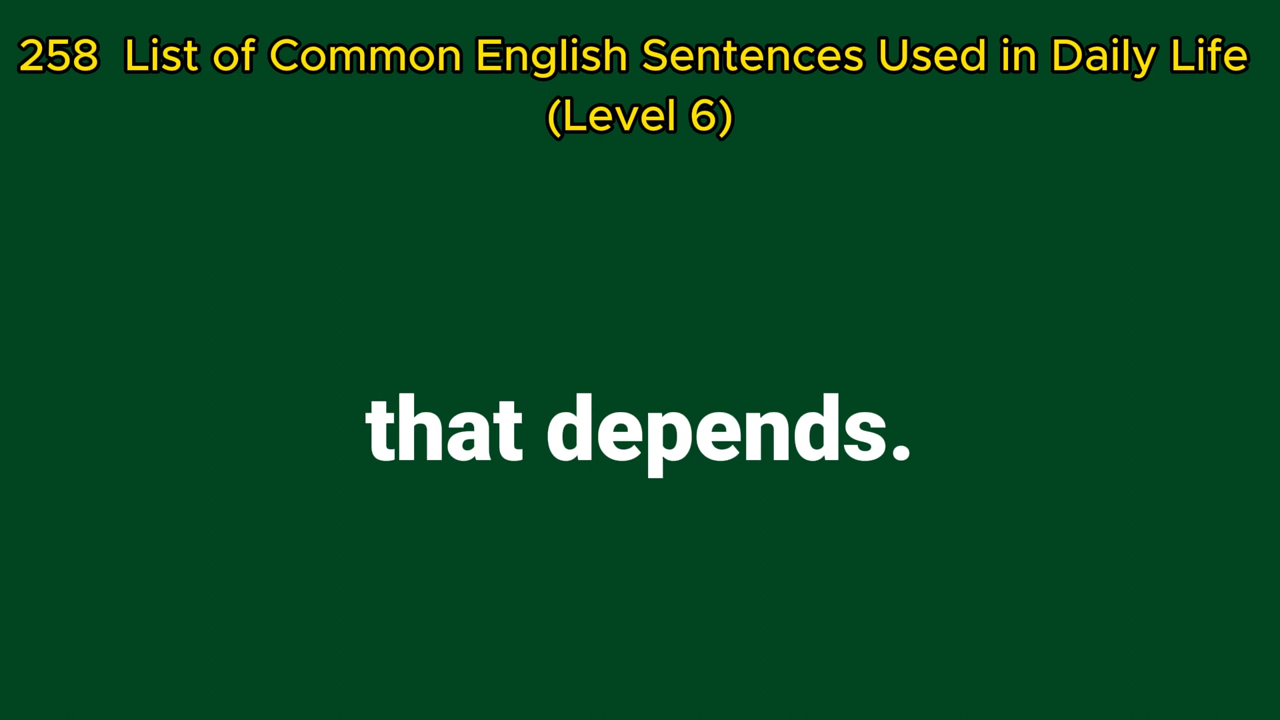 258 List of Common English Sentences Used in Daily Life
(Level 6)
that depends.